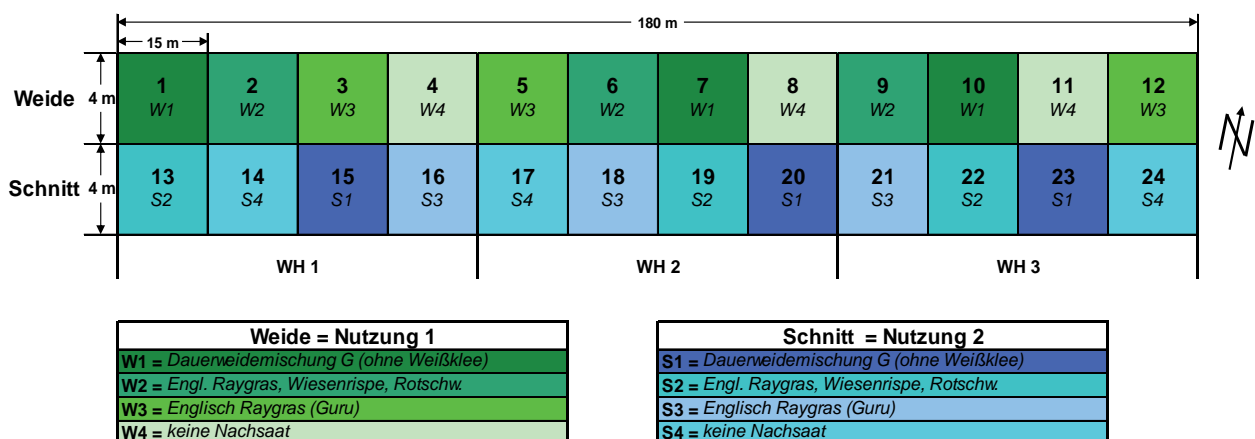 180 m
15 m
Weide 4 m 1 2 3 4 5 6 7 8 9 10 11 12
W1 W2 W3 W4 W3 W2 W1 W4 W2 W1 W4 W3
N
Schnitt 4 m 13 14 15 16 17 18 19 20 21 22 23 24
S2 S4 S1 S3 S4 S3 S2 S1 S3 S2 S1 S4
WH 1 WH 2 WH 3
Weide = Nutzung 1
W1 = Dauerweidemischung G (ohne Weißklee)
W2 = Engl. Raygras, Wiesenrispe, Rotschw.
W3 = Englisch Raygras (Guru)
W4 = keine Nachsaat
Schnitt = Nutzung 2
S1 = Dauerweidemischung G (ohne Weißklee)
S2 = Engl. Raygras, Wiesenrispe, Rotschw.
S3 = Englisch Raygras (Guru)
S4 = keine Nachsaat